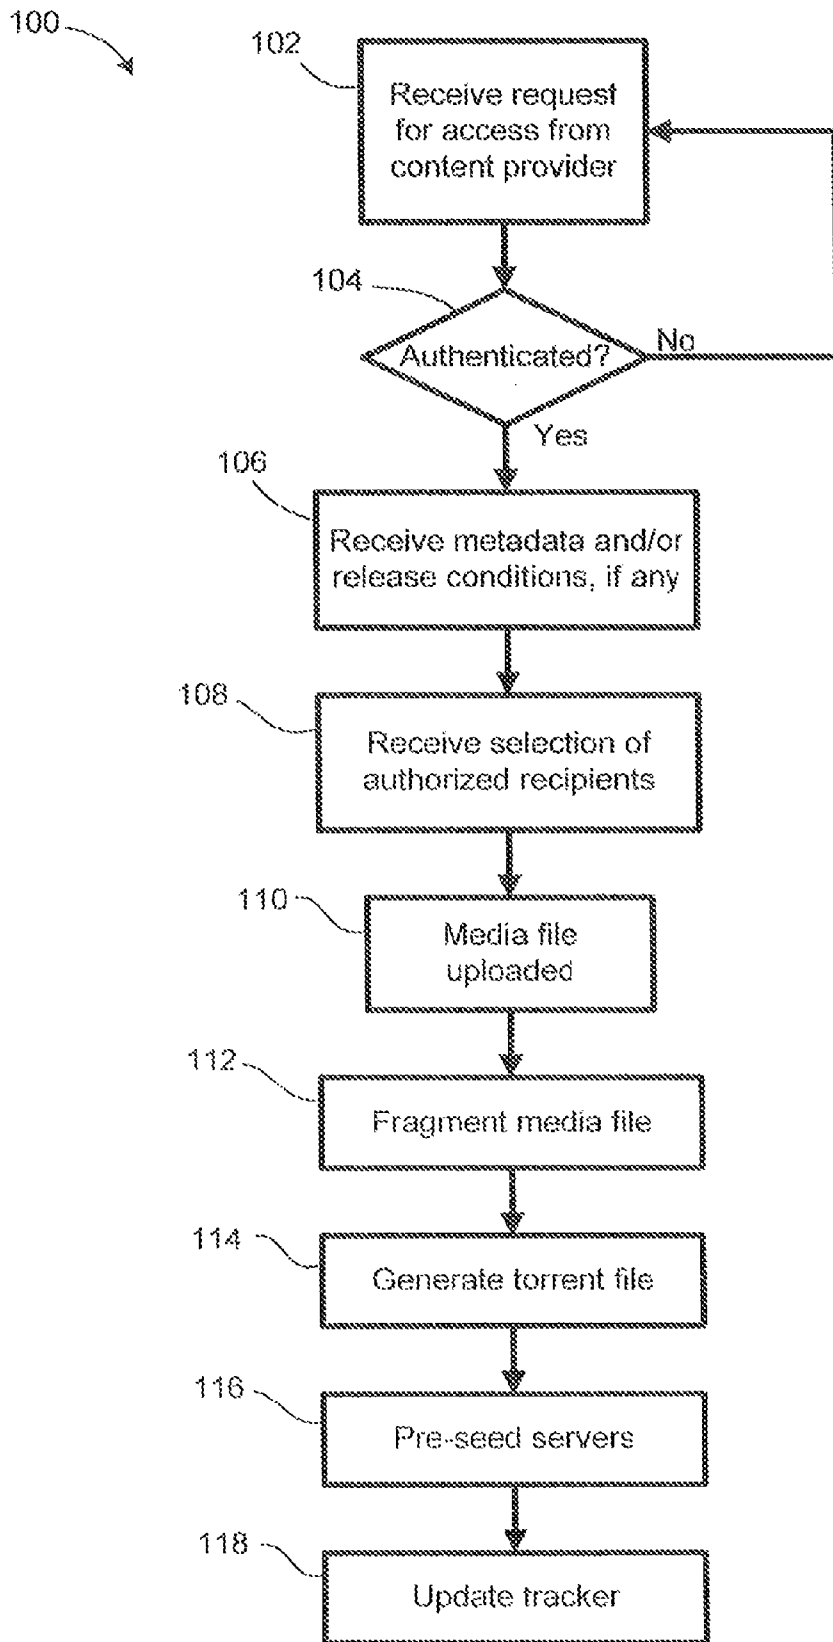 100
102
Receive request
for access from
content provider
104
Authenticated?
No
Yes
106
Receive metadata and/or
release conditions, if any
108
Receive selection of
authorized recipients
110
Media file
uploaded
112
Fragment media file
114
Generate torrent file
116
Pre-seed servers
118
Update tracker